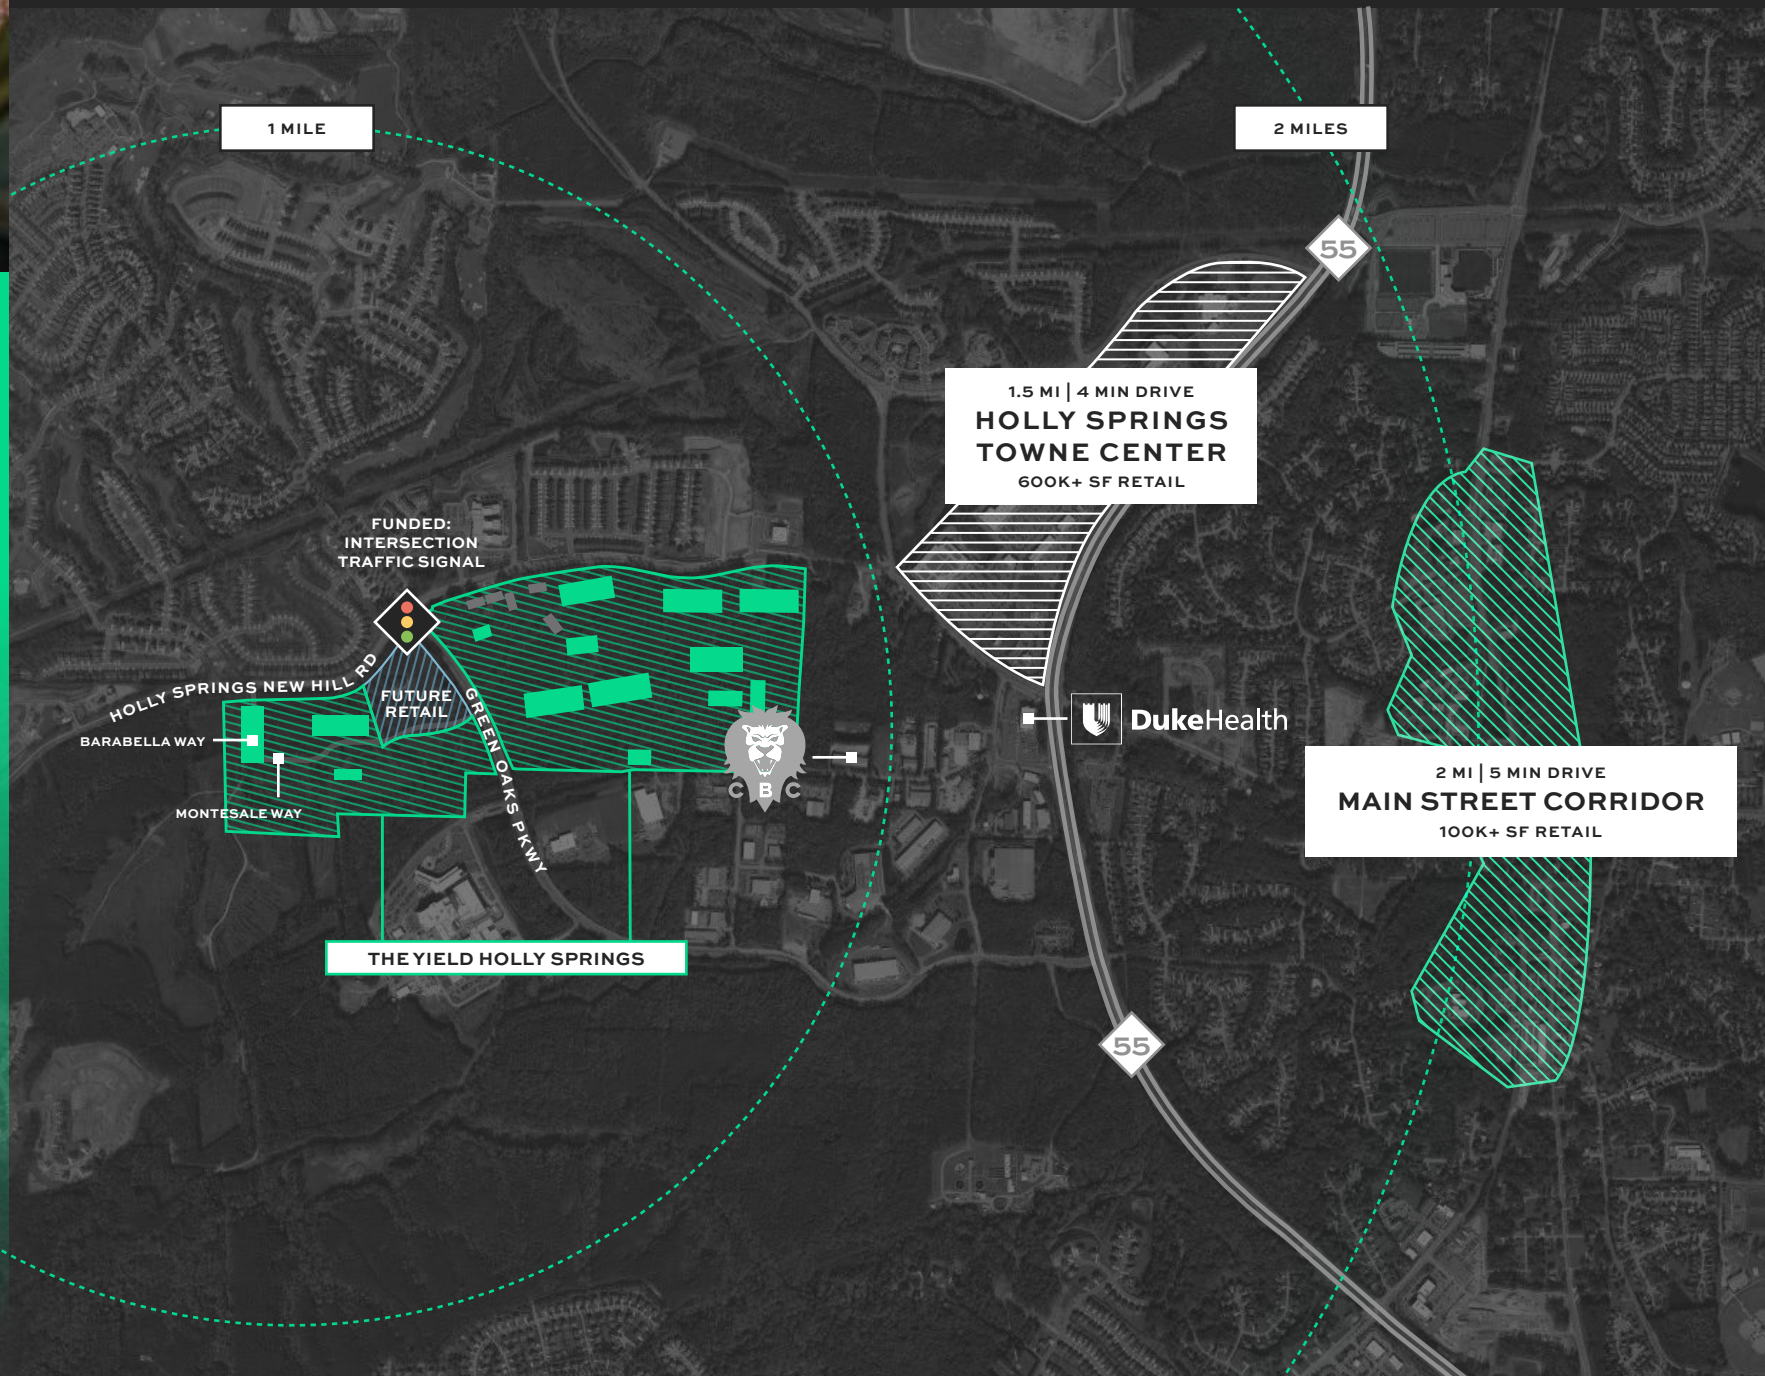 1 MILE
2 MILES
55
1.5 MI | 4 MIN DRIVE
HOLLY SPRINGS
TOWNE CENTER
600K+ SF RETAIL
FUNDED:
INTERSECTION
TRAFFIC SIGNAL
HOLLY SPRINGS NEW HILL RD
FUTURE
RETAIL
GREEN OAKS PKWY
BARABELLA WAY
MONTESALE WAY
CBC
DukeHealth
2 MI | 5 MIN DRIVE
MAIN STREET CORRIDOR
100K+ SF RETAIL
THE YIELD HOLLY SPRINGS
55